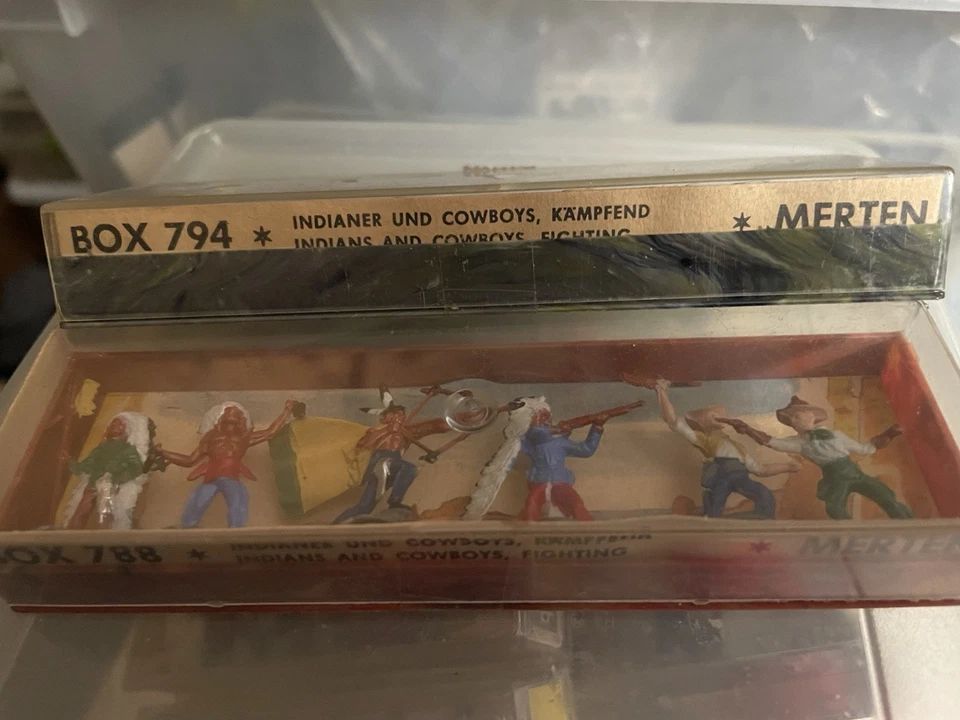 BOX 794 * INDIANER UND COWBOYS, KÄMPFEND * MERTEN
INDIANS AND COWBOYS, FIGHTING
BOX 788 * INDIANER UND COWBOYS, KÄMPFEND * MERTEN
INDIANS AND COWBOYS, FIGHTING